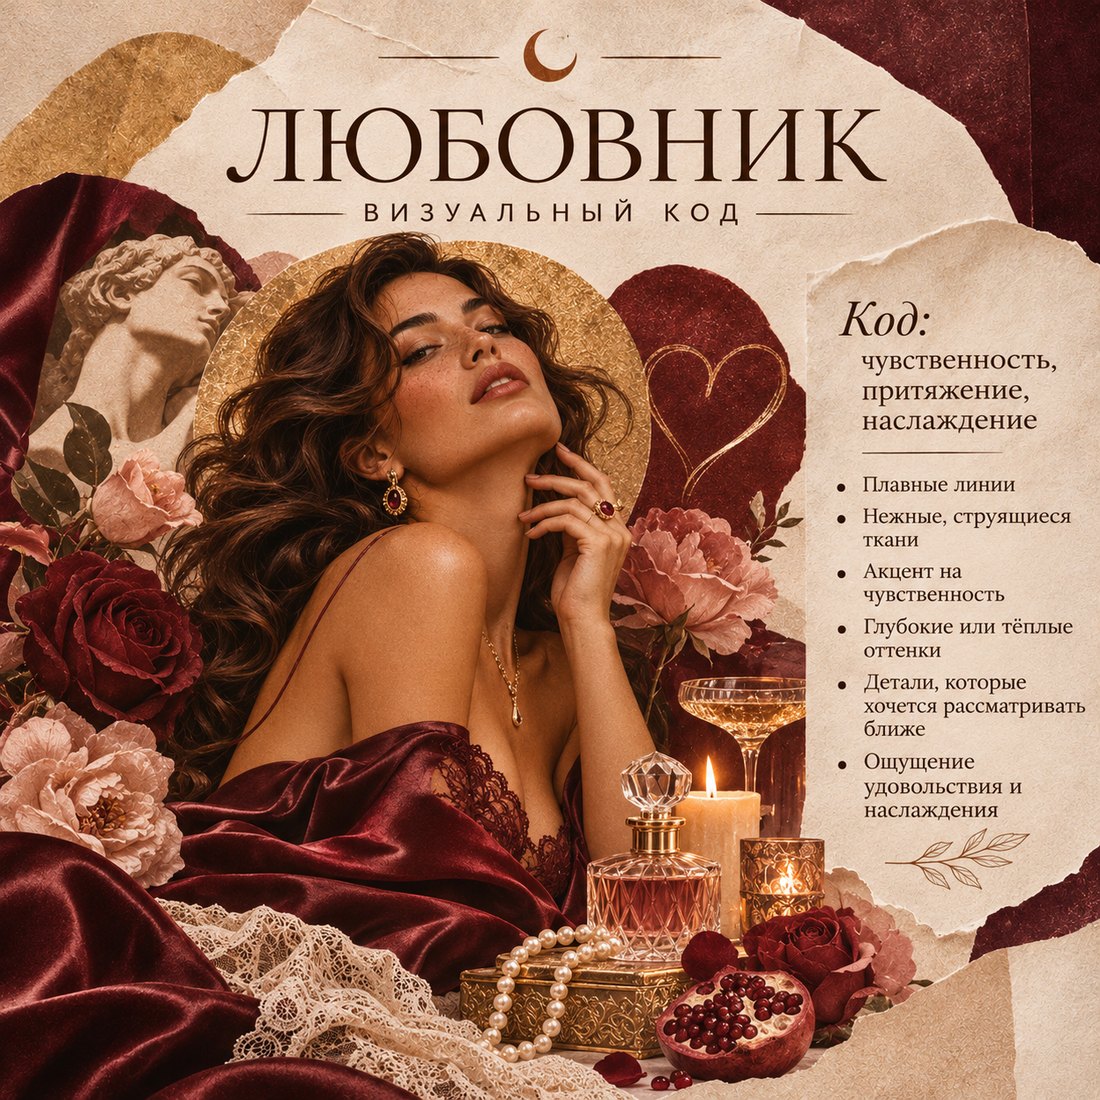 ЛЮБОВНИК
ВИЗУАЛЬНЫЙ КОД
Код:
чувственность,
притяжение,
наслаждение
• Плавные линии
• Нежные, струящиеся
ткани
• Акцент на
чувственность
• Глубокие или тёплые
оттенки
• Детали, которые
хочется рассматривать
ближе
• Ощущение
удовольствия и
наслаждения